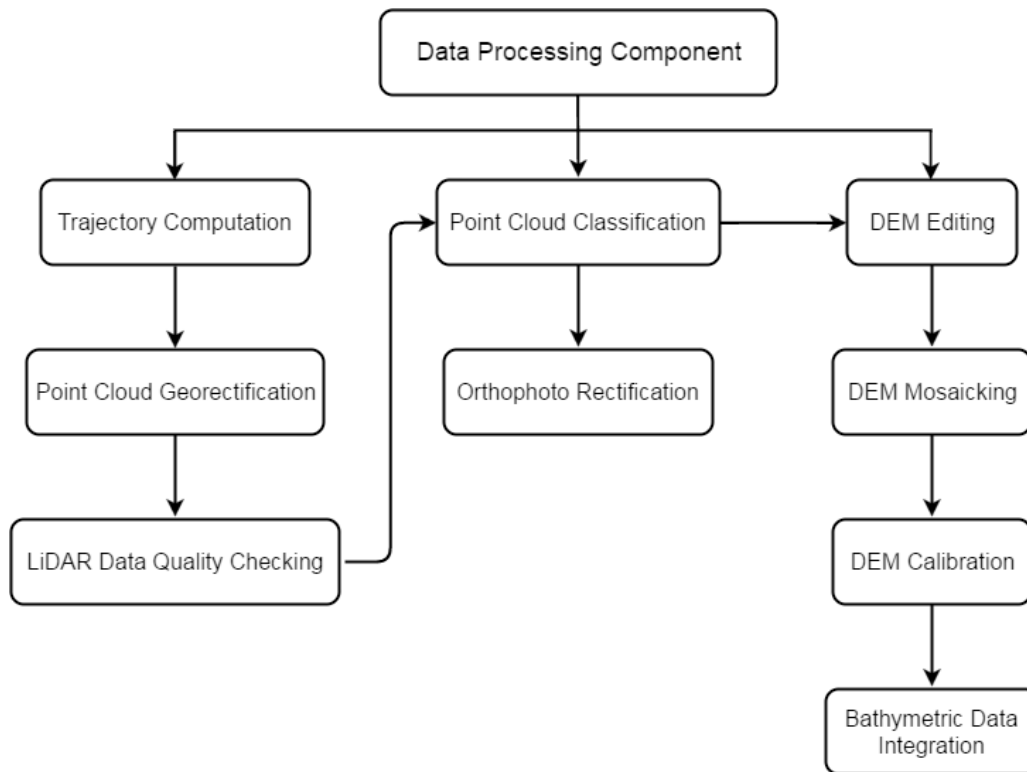 Data Processing Component
Trajectory Computation
Point Cloud Classification
DEM Editing
Point Cloud Georectification
Orthophoto Rectification
DEM Mosaicking
LiDAR Data Quality Checking
DEM Calibration
Bathymetric Data
Integration